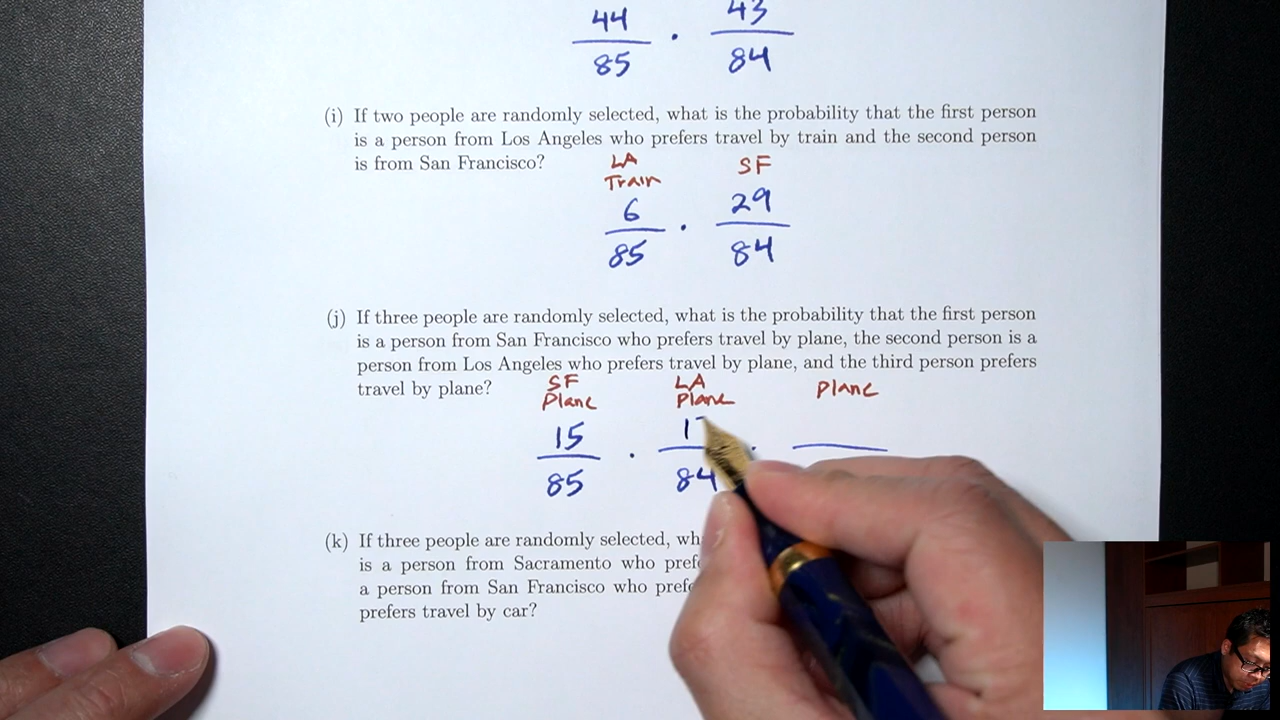 44 43
85 · 84
(i) If two people are randomly selected, what is the probability that the first person
is a person from Los Angeles who prefers travel by train and the second person
is from San Francisco?
LA SF
Train
6 29
85 · 84
(j) If three people are randomly selected, what is the probability that the first person
is a person from San Francisco who prefers travel by plane, the second person is a
person from Los Angeles who prefers travel by plane, and the third person prefers
travel by plane?
SF LA
Plane Plane Plane
15
85 · 84 ·
(k) If three people are randomly selected,
is a person from Sacramento who
a person from San Francisco who
prefers travel by car?